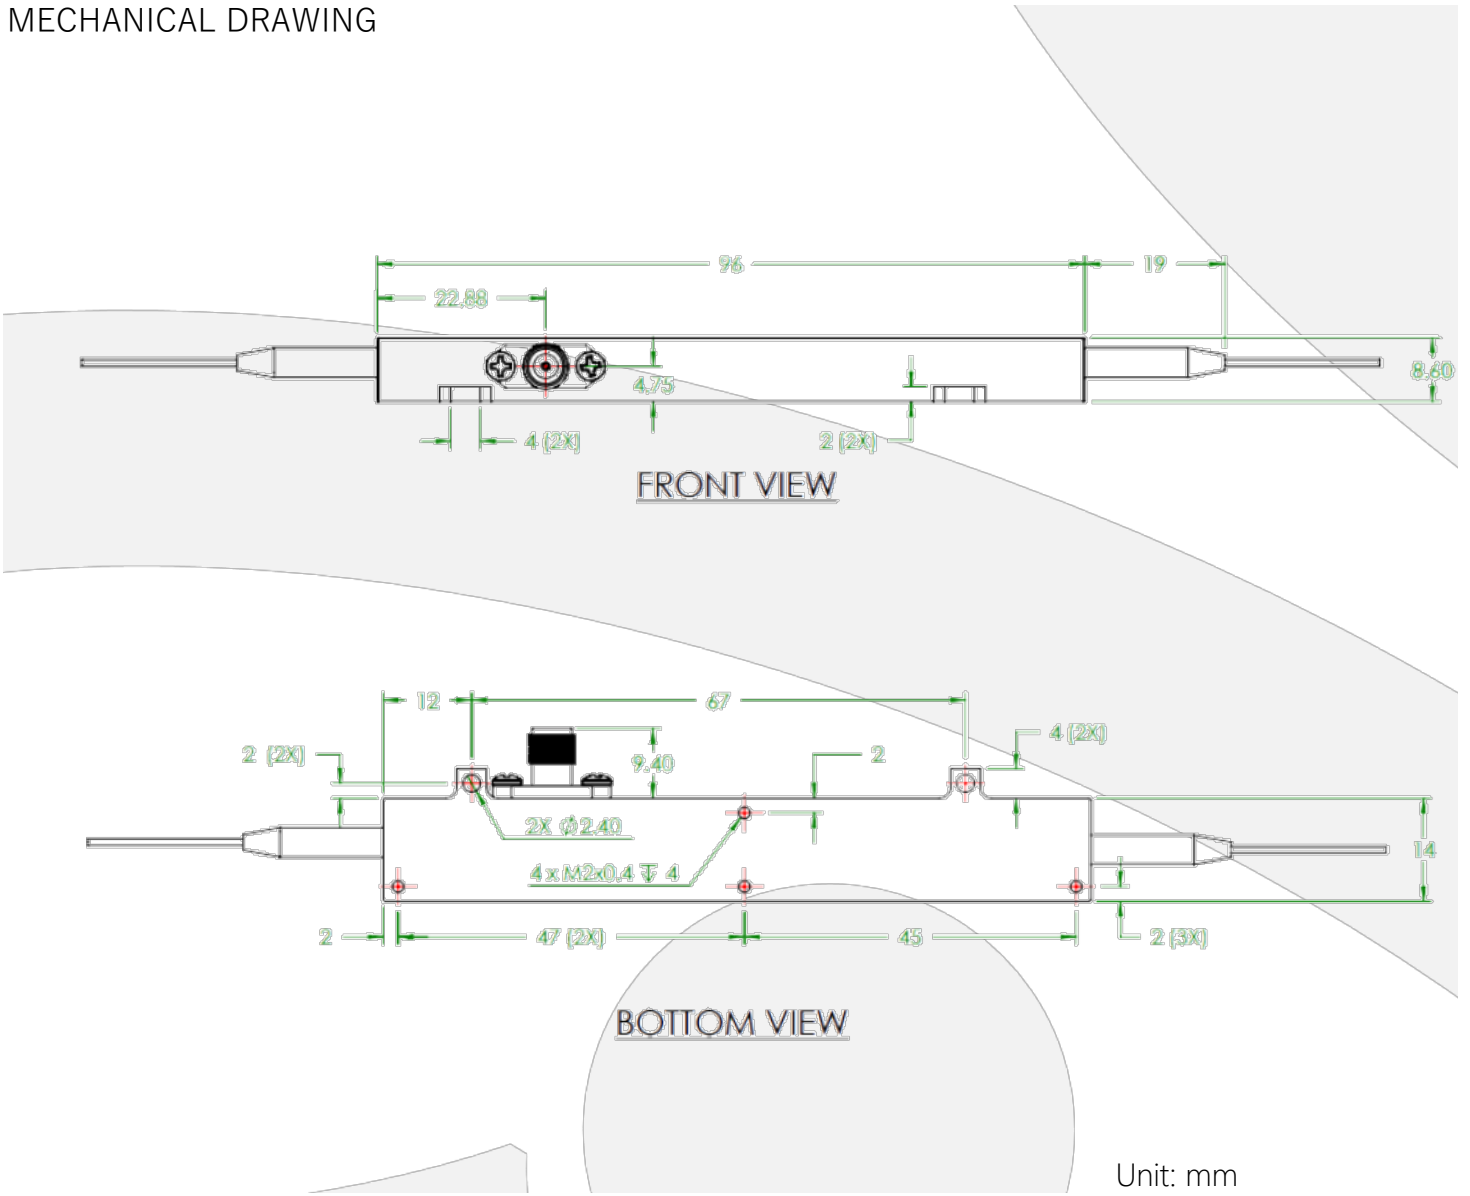 MECHANICAL DRAWING
96
19
22.88
4.75
8.60
4 (2X)
2 (2X)
FRONT VIEW
12
67
2 (2X)
9.40
2
4 (2X)
2X ⌀2.40
14
4 x M2x0.4 ↧ 4
2
47 (2X)
45
2 (3X)
BOTTOM VIEW
Unit: mm